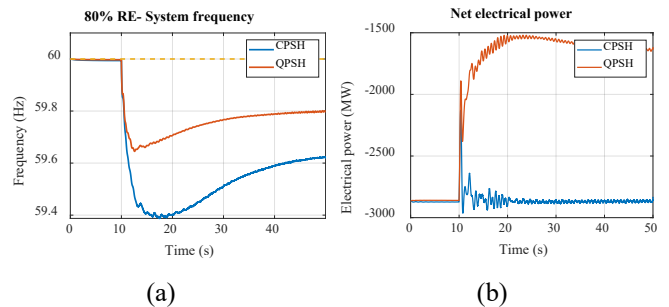 80% RE- System frequency
60
59.8
59.6
59.4
Frequency (Hz)
0 10 20 30 40 50
Time (s)
CPSH
QPSH
(a)
Net electrical power
-1500
-2000
-2500
-3000
Electrical power (MW)
0 10 20 30 40 50
Time (s)
CPSH
QPSH
(b)